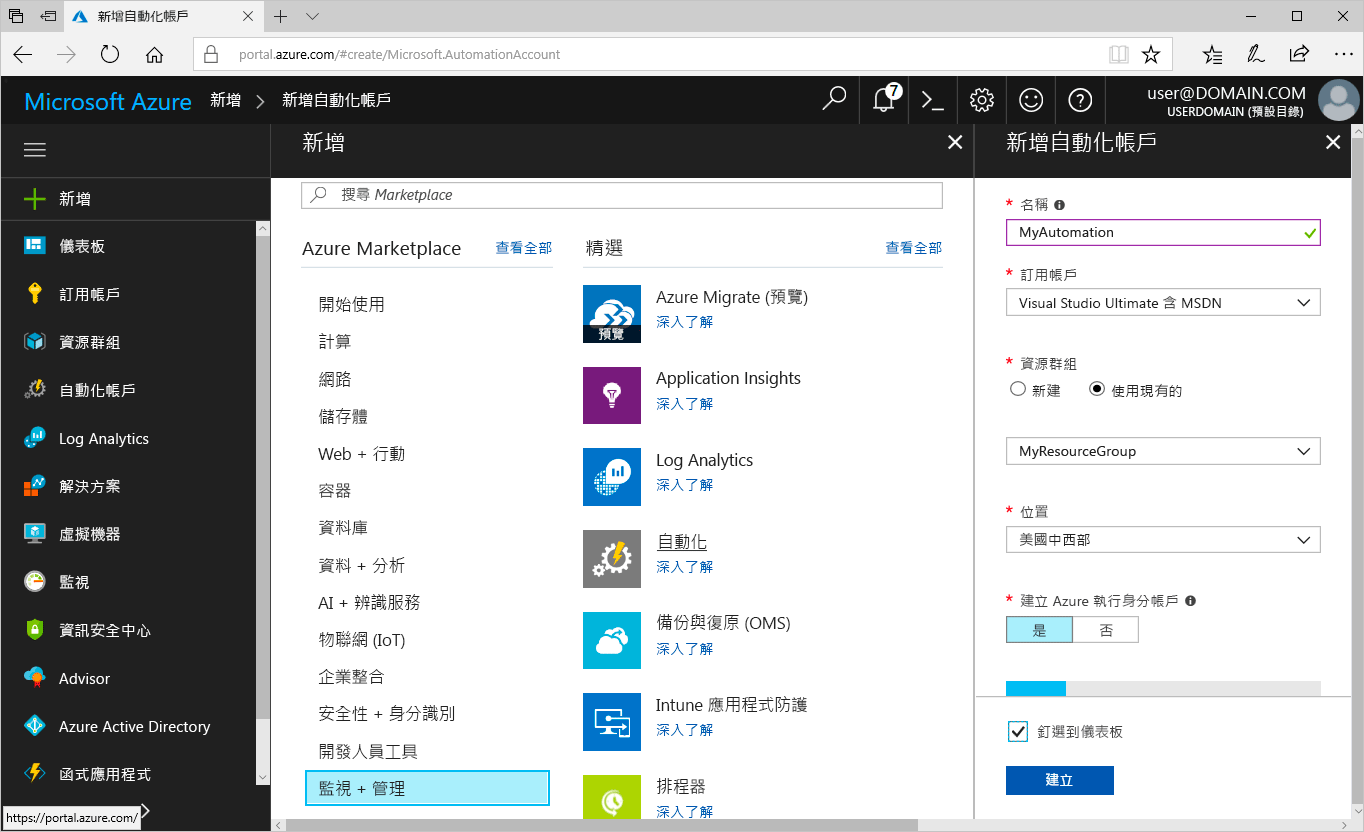 新增自動化帳戶
portal.azure.com/#create/Microsoft.AutomationAccount
Microsoft Azure 新增 > 新增自動化帳戶
7
user@DOMAIN.COM
USERDOMAIN (預設目錄)
新增
儀表板
訂用帳戶
資源群組
自動化帳戶
Log Analytics
解決方案
虛擬機器
監視
資訊安全中心
Advisor
Azure Active Directory
函式應用程式
https://portal.azure.com/
新增
搜尋 Marketplace
Azure Marketplace 查看全部
開始使用
計算
網路
儲存體
Web + 行動
容器
資料庫
資料 + 分析
AI + 辨識服務
物聯網 (IoT)
企業整合
安全性 + 身分識別
開發人員工具
監視 + 管理
精選 查看全部
預覽
Azure Migrate (預覽)
深入了解
Application Insights
深入了解
Log Analytics
深入了解
自動化
深入了解
備份與復原 (OMS)
深入了解
Intune 應用程式防護
深入了解
排程器
深入了解
新增自動化帳戶
* 名稱
MyAutomation
* 訂用帳戶
Visual Studio Ultimate 含 MSDN
* 資源群組
新建 使用現有的
MyResourceGroup
* 位置
美國中西部
* 建立 Azure 執行身分帳戶
是 否
釘選到儀表板
建立